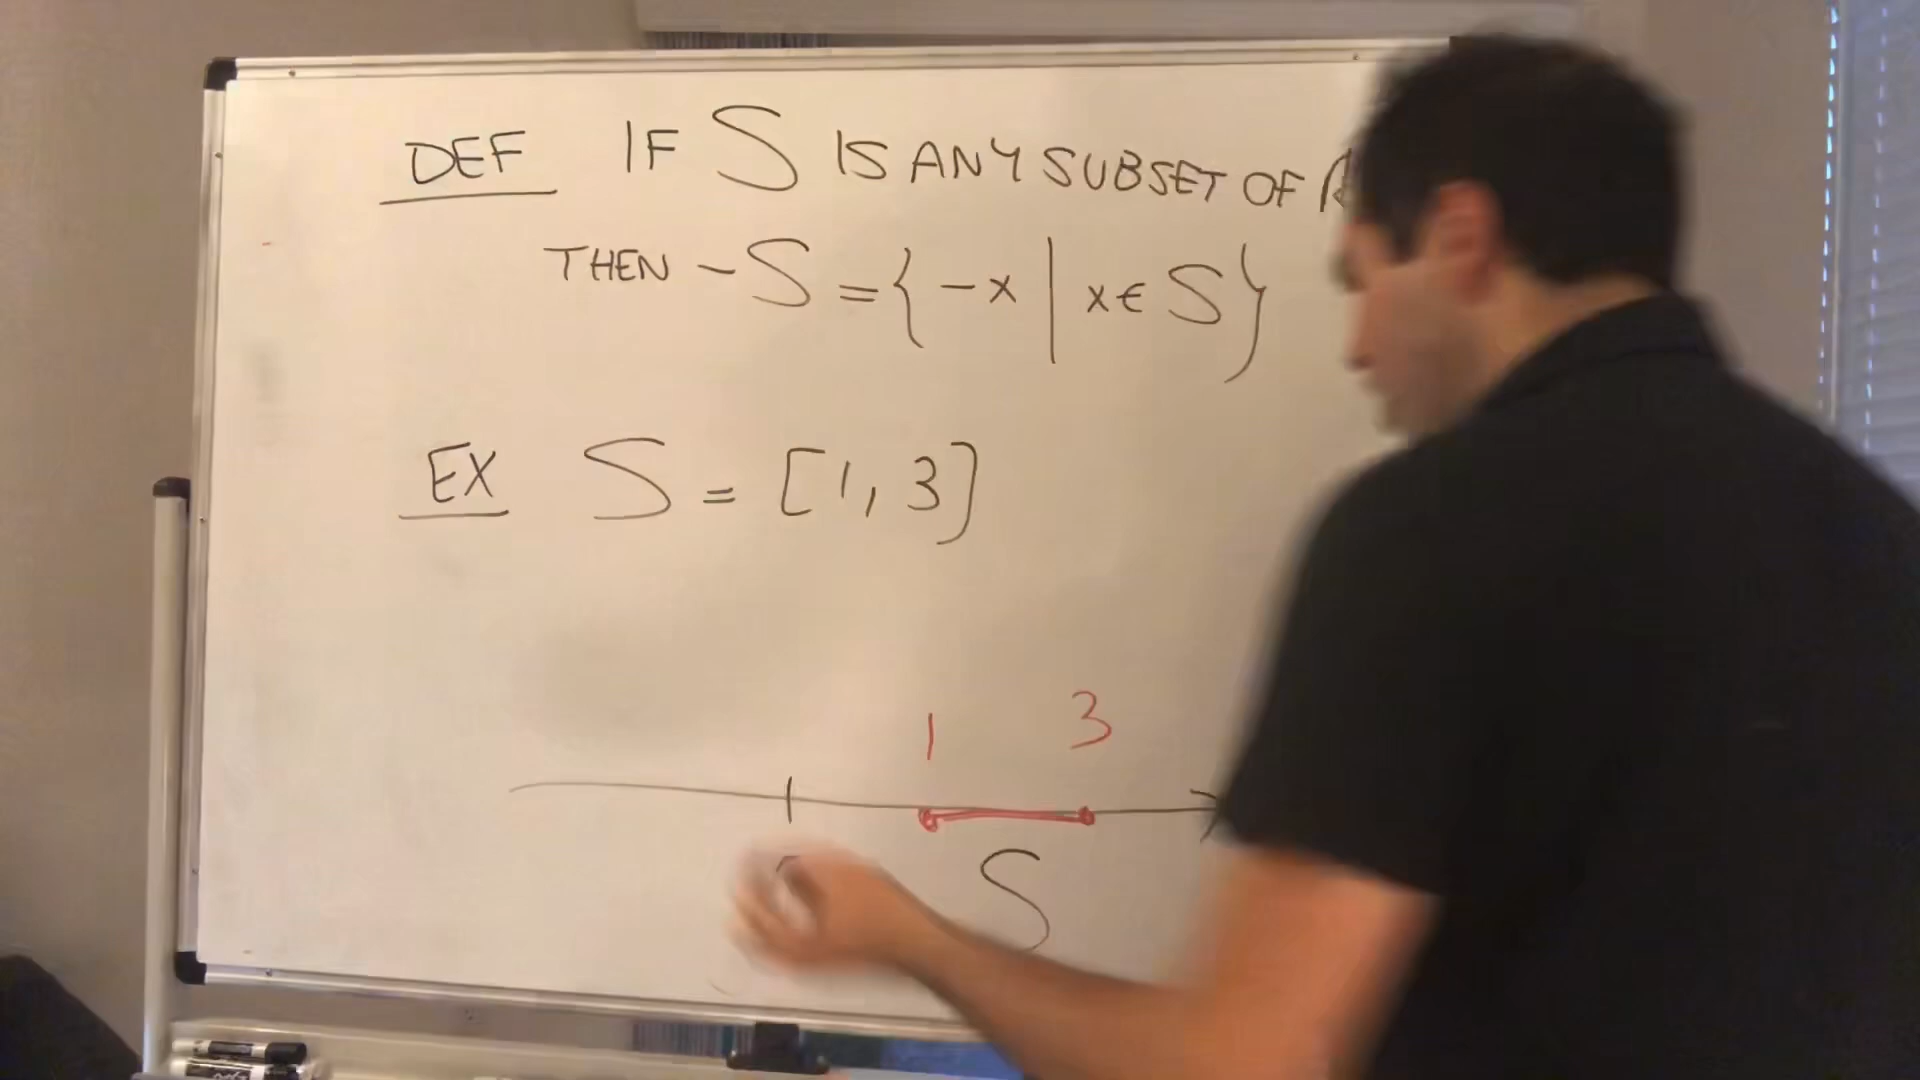 DEF IF S IS ANY SUBSET OF
THEN -S = { -x | x ∈ S }
EX S = [1, 3]
1 3
S